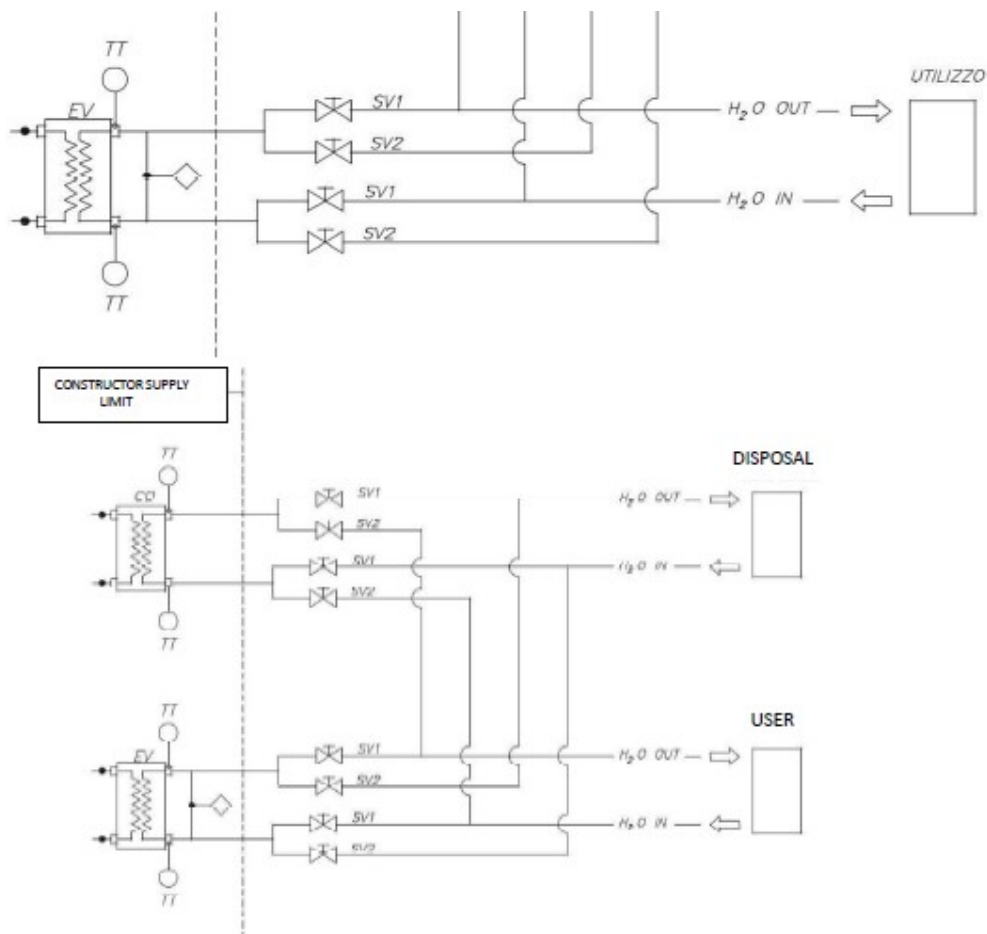 TT
EV
SV1
H₂O OUT
UTILIZZO
SV2
SV1
H₂O IN
SV2
TT
CONSTRUCTOR SUPPLY
LIMIT
TT
DISPOSAL
CO
SV1
H₂O OUT
SV2
SV1
H₂O IN
SV2
TT
TT
USER
EV
SV1
H₂O OUT
SV2
SV1
H₂O IN
SV2
TT